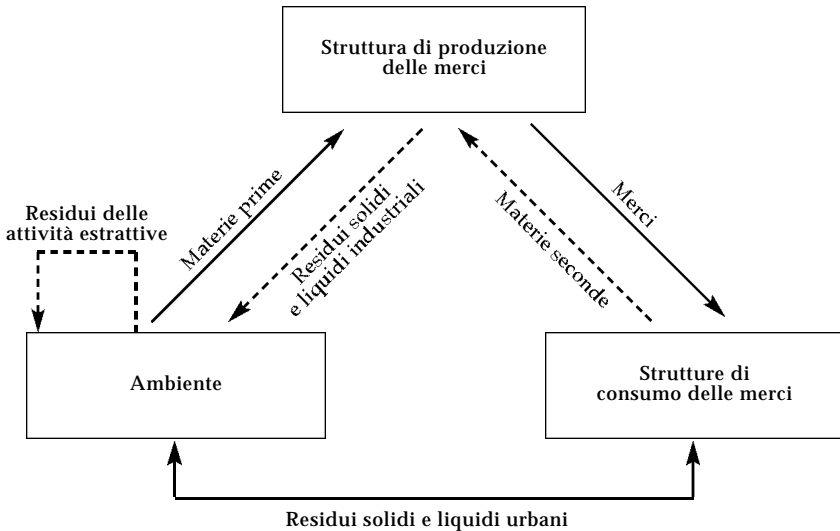 Struttura di produzione
delle merci
Materie prime
Residui solidi
e liquidi industriali
Materie seconde
Merci
Residui delle
attività estrattive
Ambiente
Strutture di
consumo delle merci
Residui solidi e liquidi urbani